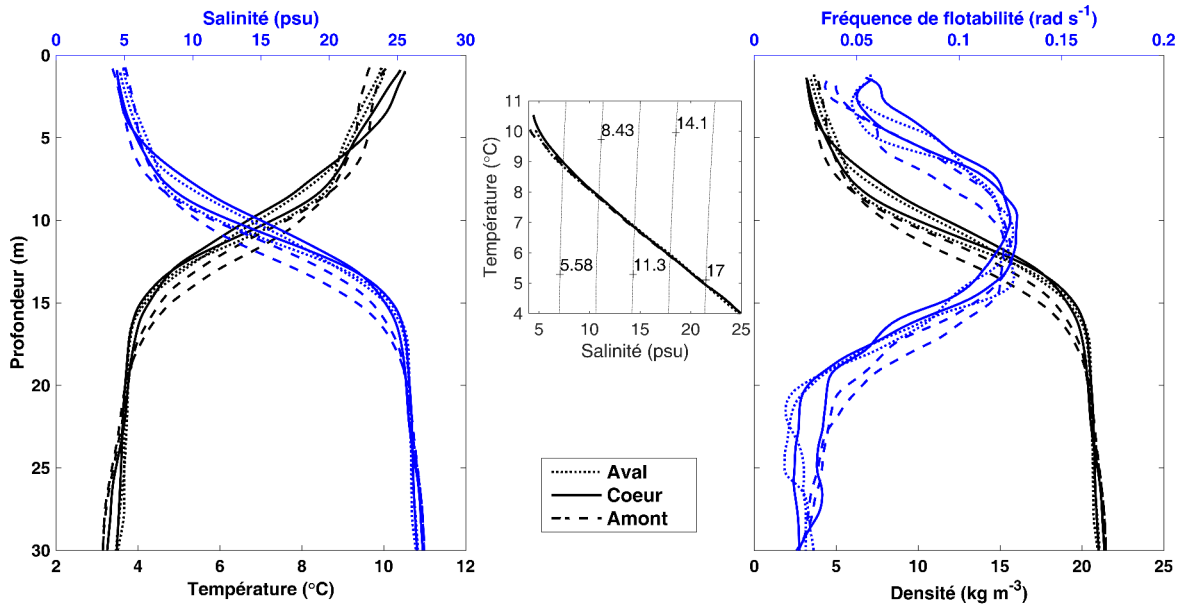 Salinité (psu)
0 5 10 15 20 25 30
0
5
10
15
20
25
30
Profondeur (m)
2 4 6 8 10 12
Température (°C)
11
10
9
8
7
6
5
4
Température (°C)
8.43
14.1
5.58
11.3
17
5 10 15 20 25
Salinité (psu)
Aval
Coeur
Amont
Fréquence de flotabilité (rad s-1)
0 0.05 0.1 0.15 0.2
0 5 10 15 20 25
Densité (kg m-3)